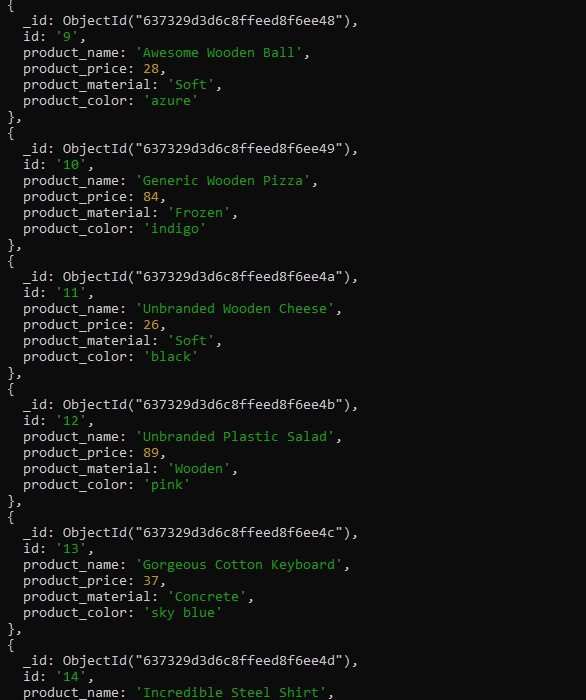 {
_id: ObjectId("637329d3d6c8ffeed8f6ee48"),
id: '9',
product_name: 'Awesome Wooden Ball',
product_price: 28,
product_material: 'Soft',
product_color: 'azure'
},
{
_id: ObjectId("637329d3d6c8ffeed8f6ee49"),
id: '10',
product_name: 'Generic Wooden Pizza',
product_price: 84,
product_material: 'Frozen',
product_color: 'indigo'
},
{
_id: ObjectId("637329d3d6c8ffeed8f6ee4a"),
id: '11',
product_name: 'Unbranded Wooden Cheese',
product_price: 26,
product_material: 'Soft',
product_color: 'black'
},
{
_id: ObjectId("637329d3d6c8ffeed8f6ee4b"),
id: '12',
product_name: 'Unbranded Plastic Salad',
product_price: 89,
product_material: 'Wooden',
product_color: 'pink'
},
{
_id: ObjectId("637329d3d6c8ffeed8f6ee4c"),
id: '13',
product_name: 'Gorgeous Cotton Keyboard',
product_price: 37,
product_material: 'Concrete',
product_color: 'sky blue'
},
{
_id: ObjectId("637329d3d6c8ffeed8f6ee4d"),
id: '14',
product_name: 'Incredible Steel Shirt',